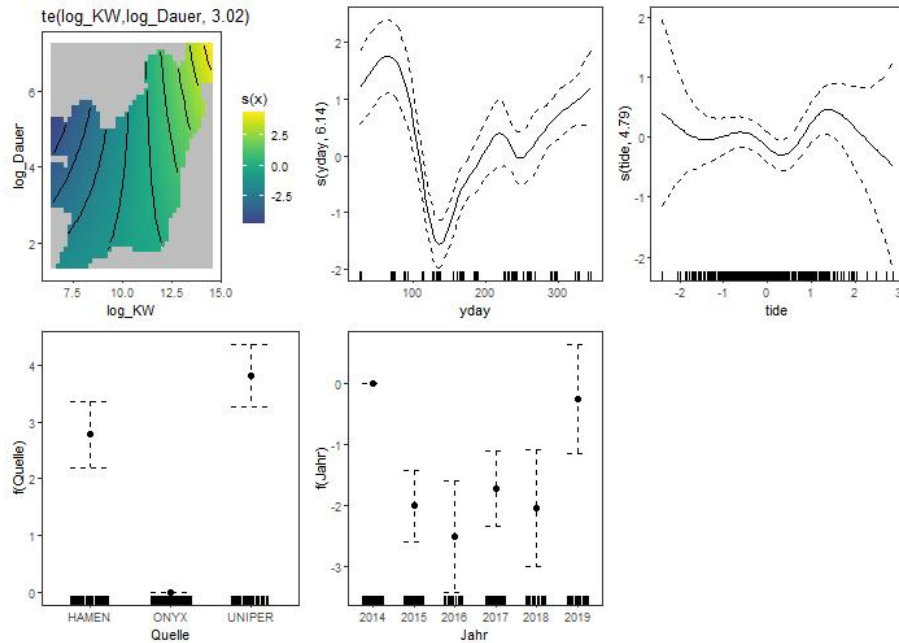 te(log_KW,log_Dauer, 3.02)
log_Dauer
6
4
2
7.5 10.0 12.5 15.0
log_KW
s(x)
2.5
0.0
-2.5
s(yday, 6.14)
2
1
0
-1
-2
100 200 300
yday
s(tide, 4.79)
2
1
0
-1
-2
-2 -1 0 1 2 3
tide
f(Quelle)
4
3
2
1
0
HAMEN ONYX UNIPER
Quelle
f(Jahr)
0
-1
-2
-3
2014 2015 2016 2017 2018 2019
Jahr